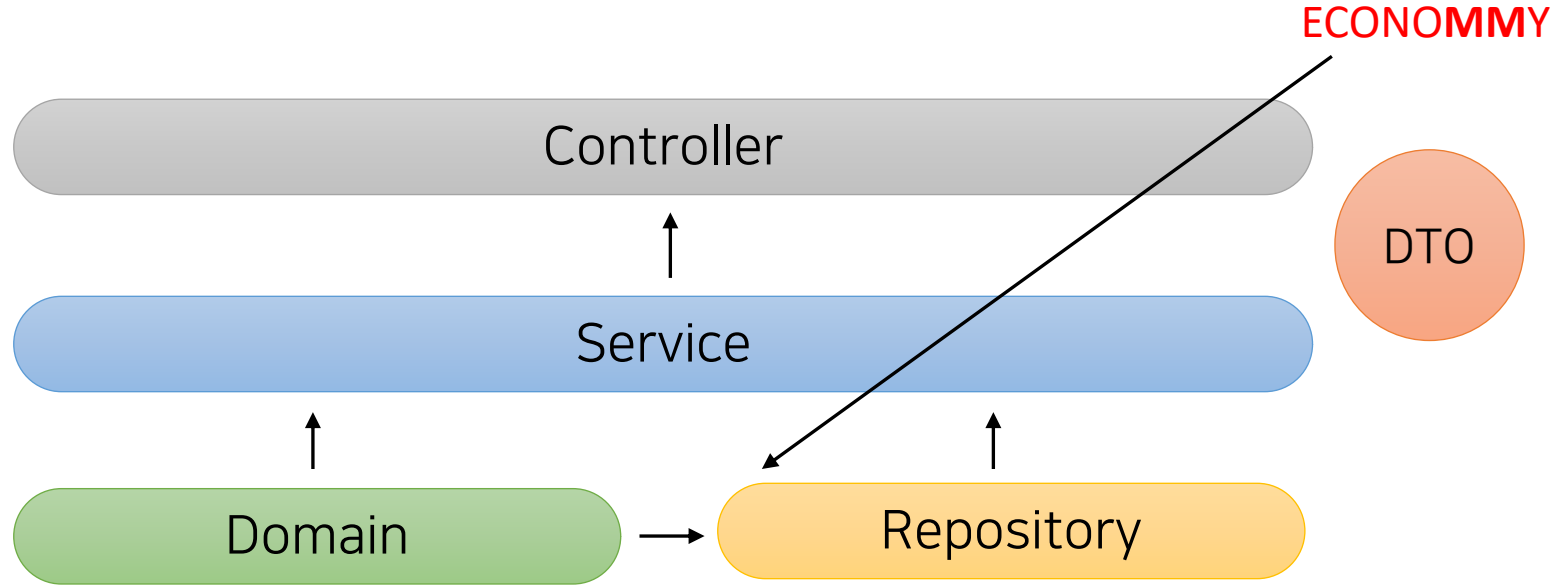 ECONOMMY
Controller
DTO
Service
Domain
Repository